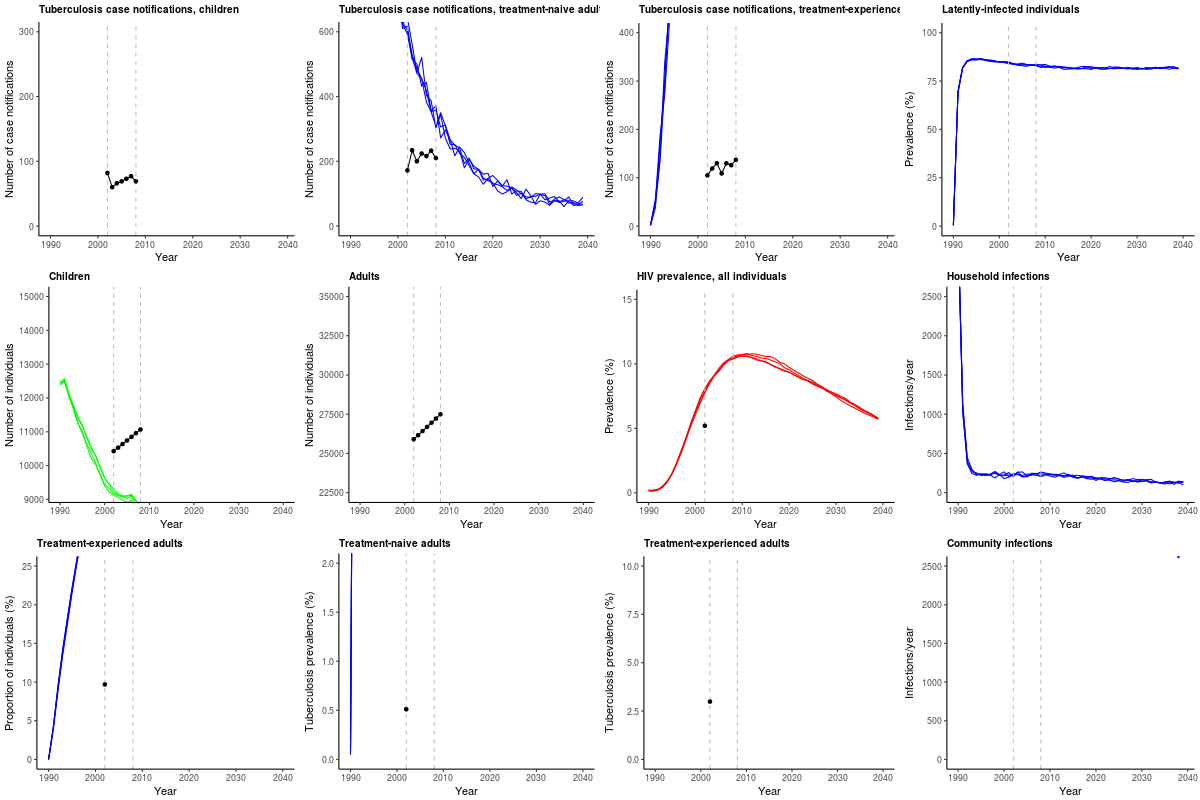 Tuberculosis case notifications, children
Number of case notifications
300
200
100
0
1990 2000 2010 2020 2030 2040
Year
Tuberculosis case notifications, treatment-naive adult
Number of case notifications
600
400
200
0
1990 2000 2010 2020 2030 2040
Year
Tuberculosis case notifications, treatment-experience
Number of case notifications
400
300
200
100
0
1990 2000 2010 2020 2030 2040
Year
Latently-infected individuals
Prevalence (%)
100
75
50
25
0
1990 2000 2010 2020 2030 2040
Year
Children
Number of individuals
15000
14000
13000
12000
11000
10000
9000
1990 2000 2010 2020 2030 2040
Year
Adults
Number of individuals
35000
32500
30000
27500
25000
22500
1990 2000 2010 2020 2030 2040
Year
HIV prevalence, all individuals
Prevalence (%)
15
10
5
0
1990 2000 2010 2020 2030 2040
Year
Household infections
Infections/year
2500
2000
1500
1000
500
0
1990 2000 2010 2020 2030 2040
Year
Treatment-experienced adults
Proportion of individuals (%)
25
20
15
10
5
0
1990 2000 2010 2020 2030 2040
Year
Treatment-naive adults
Tuberculosis prevalence (%)
2.0
1.5
1.0
0.5
0.0
1990 2000 2010 2020 2030 2040
Year
Treatment-experienced adults
Tuberculosis prevalence (%)
10.0
7.5
5.0
2.5
0.0
1990 2000 2010 2020 2030 2040
Year
Community infections
Infections/year
2500
2000
1500
1000
500
0
1990 2000 2010 2020 2030 2040
Year